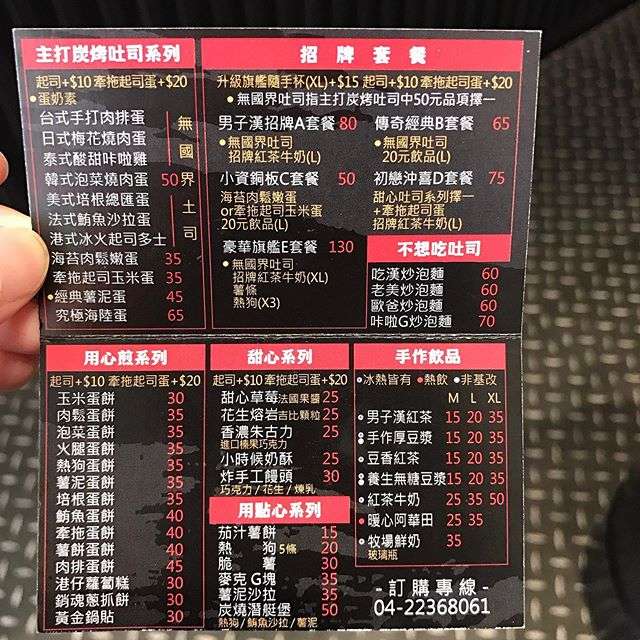 主打炭烤吐司系列
起司+$10 牽拖起司蛋+$20
●蛋奶素
台式手打肉排蛋
日式梅花燒肉蛋
泰式酸甜咔啦雞
韓式泡菜燒肉蛋 50
美式培根總匯蛋
法式鮪魚沙拉蛋
港式冰火起司多士
無國界土司
海苔肉鬆嫩蛋 35
牽拖起司玉米蛋 35
●經典薯泥蛋 45
究極海陸蛋 65
招牌套餐
升級旗艦隨手杯(XL)+$15 起司+$10 牽拖起司蛋+$20
●無國界吐司指主打炭烤吐司中50元品項擇一
男子漢招牌A套餐 80
●無國界吐司
招牌紅茶牛奶(L)
傳奇經典B套餐 65
●無國界吐司
20元飲品(L)
小資銅板C套餐 50
海苔肉鬆嫩蛋
or牽拖起司玉米蛋
20元飲品(L)
初戀沖喜D套餐 75
甜心吐司系列擇一
+牽拖起司蛋
招牌紅茶牛奶(L)
豪華旗艦E套餐 130
●無國界吐司
招牌紅茶牛奶(XL)
薯條
熱狗(X3)
不想吃吐司
吃漢炒泡麵 60
老美炒泡麵 60
歐爸炒泡麵 60
咔啦G炒泡麵 70
用心煎系列
起司+$10 牽拖起司蛋+$20
玉米蛋餅 30
肉鬆蛋餅 35
泡菜蛋餅 35
火腿蛋餅 35
熱狗蛋餅 35
薯泥蛋餅 35
培根蛋餅 35
鮪魚蛋餅 40
牽拖蛋餅 40
薯餅蛋餅 40
肉排蛋餅 45
港仔蘿蔔糕 30
銷魂蔥抓餅 30
黃金鍋貼 30
甜心系列
起司+$10 牽拖起司蛋+$20
甜心草莓法國果醬 25
花生熔岩吉比顆粒 25
香濃朱古力 25
進口榛果巧克力
小時候奶酥 25
炸手工饅頭 30
巧克力/花生/煉乳
用點心系列
茄汁薯餅 15
熱狗5條 20
脆薯 30
麥克G塊 35
薯泥沙拉 35
炭燒潛艇堡 50
熱狗/鮪魚沙拉/薯泥
手作飲品
●冰熱皆有 ●熱飲 ●非基改
M L XL
●男子漢紅茶 15 20 35
●手作厚豆漿 15 20 35
●豆香紅茶 15 20 35
●養生無糖豆漿 15 20 35
●紅茶牛奶 25 35 50
●暖心阿華田 25 35
●牧場鮮奶 35
玻璃瓶
-訂購專線-
04-22368061